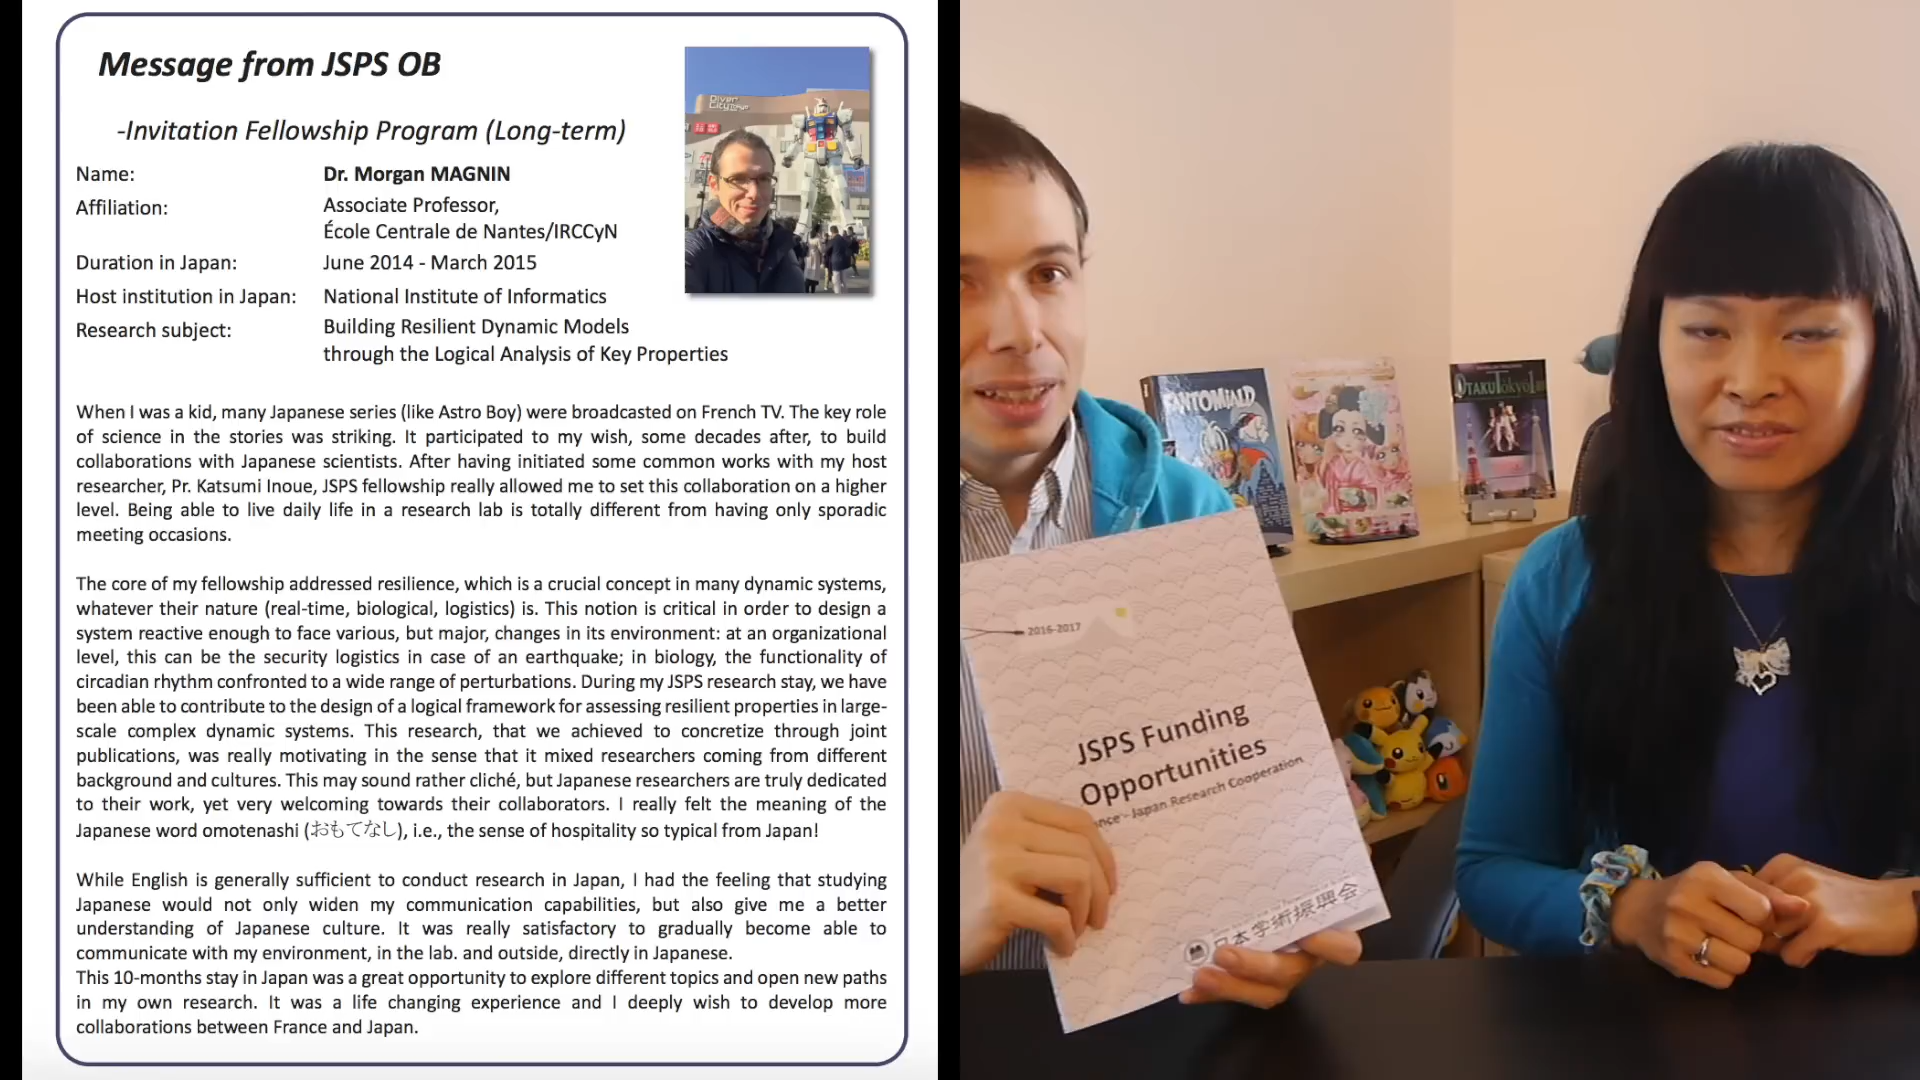 Message from JSPS OB
-Invitation Fellowship Program (Long-term)
Name: Dr. Morgan MAGNIN
Affiliation: Associate Professor,
École Centrale de Nantes/IRCCyN
Duration in Japan: June 2014 - March 2015
Host institution in Japan: National Institute of Informatics
Research subject: Building Resilient Dynamic Models
through the Logical Analysis of Key Properties
When I was a kid, many Japanese series (like Astro Boy) were broadcasted on French TV. The key role
of science in the stories was striking. It participated to my wish, some decades after, to build
collaborations with Japanese scientists. After having initiated some common works with my host
researcher, Pr. Katsumi Inoue, JSPS fellowship really allowed me to set this collaboration on a higher
level. Being able to live daily life in a research lab is totally different from having only sporadic
meeting occasions.
The core of my fellowship addressed resilience, which is a crucial concept in many dynamic systems,
whatever their nature (real-time, biological, logistics) is. This notion is critical in order to design a
system reactive enough to face various, but major, changes in its environment: at an organizational
level, this can be the security logistics in case of an earthquake; in biology, the functionality of
circadian rhythm confronted to a wide range of perturbations. During my JSPS research stay, we have
been able to contribute to the design of a logical framework for assessing resilient properties in large-
scale complex dynamic systems. This research, that we achieved to concretize through joint
publications, was really motivating in the sense that it mixed researchers coming from different
background and cultures. This may sound rather cliché, but Japanese researchers are truly dedicated
to their work, yet very welcoming towards their collaborators. I really felt the meaning of the
Japanese word omotenashi (おもてなし), i.e., the sense of hospitality so typical from Japan!
While English is generally sufficient to conduct research in Japan, I had the feeling that studying
Japanese would not only widen my communication capabilities, but also give me a better
understanding of Japanese culture. It was really satisfactory to gradually become able to
communicate with my environment, in the lab. and outside, directly in Japanese.
This 10-months stay in Japan was a great opportunity to explore different topics and open new paths
in my own research. It was a life changing experience and I deeply wish to develop more
collaborations between France and Japan.
Diver
City
FANTOMIALD
OTAKU Tokyo
2016-2017
JSPS Funding
Opportunities
nce - Japan Research Cooperation
日本学術振興会